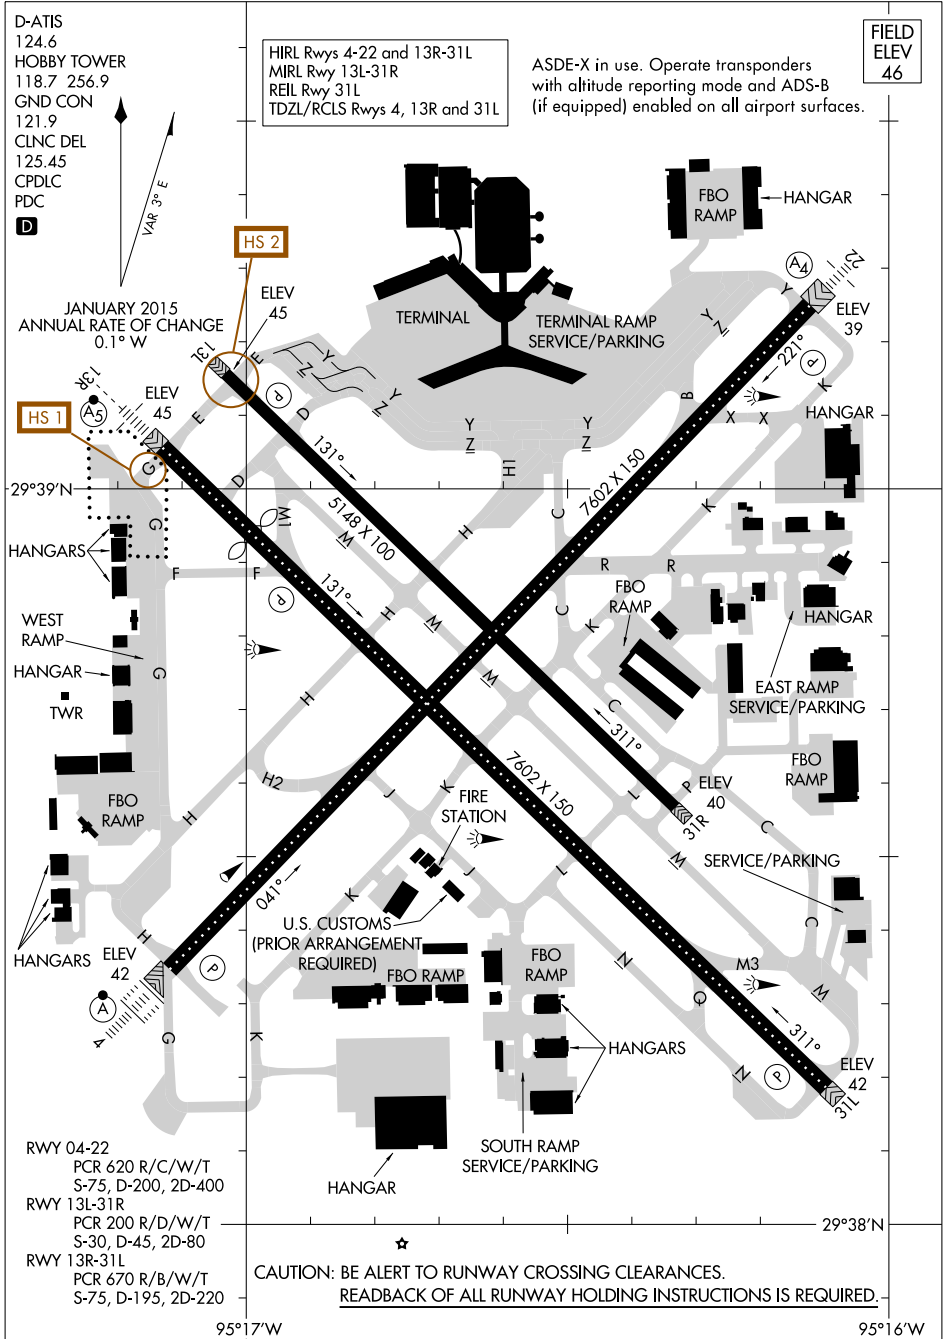 D-ATIS
124.6
HOBBY TOWER
118.7 256.9
GND CON
121.9
CLNC DEL
125.45
CPDLC
PDC
D
VAR 3° E
JANUARY 2015
ANNUAL RATE OF CHANGE
0.1° W
HIRL Rwys 4-22 and 13R-31L
MIRL Rwy 13L-31R
REIL Rwy 31L
TDZL/RCLS Rwys 4, 13R and 31L
ASDE-X in use. Operate transponders
with altitude reporting mode and ADS-B
(if equipped) enabled on all airport surfaces.
FIELD
ELEV
46
HS 2
ELEV
45
13L
E
FBO
RAMP
HANGAR
A4
22
Y
ELEV
39
TERMINAL
TERMINAL RAMP
SERVICE/PARKING
Y
Z
Y
Z
Y
Z
Y
Z
Y
Z
221°
P
K
B
X X
HANGAR
13R
A5
ELEV
45
HS 1
G
E
D
D
P
131°
H1
5148 X 100
7602 X 150
29°39'N
G
M1
M
H
C
K
HANGARS
F
F
P
131°
H
M
C
K
R
R
FBO
RAMP
HANGAR
WEST
RAMP
HANGAR
G
TWR
H
M
C
311°
EAST RAMP
SERVICE/PARKING
FBO
RAMP
H2
H
J
K
7602 X 150
FIRE
STATION
L
P
ELEV
40
31R
C
FBO
RAMP
041°
K
J
L
M
SERVICE/PARKING
C
HANGARS
H
ELEV
42
A
4
P
U.S. CUSTOMS
(PRIOR ARRANGEMENT
REQUIRED)
FBO RAMP
FBO
RAMP
N
M3
Q
M
311°
G
K
HANGARS
N
P
ELEV
42
31L
SOUTH RAMP
SERVICE/PARKING
HANGAR
RWY 04-22
PCR 620 R/C/W/T
S-75, D-200, 2D-400
RWY 13L-31R
PCR 200 R/D/W/T
S-30, D-45, 2D-80
RWY 13R-31L
PCR 670 R/B/W/T
S-75, D-195, 2D-220
29°38'N
CAUTION: BE ALERT TO RUNWAY CROSSING CLEARANCES.
READBACK OF ALL RUNWAY HOLDING INSTRUCTIONS IS REQUIRED.
95°17'W
95°16'W